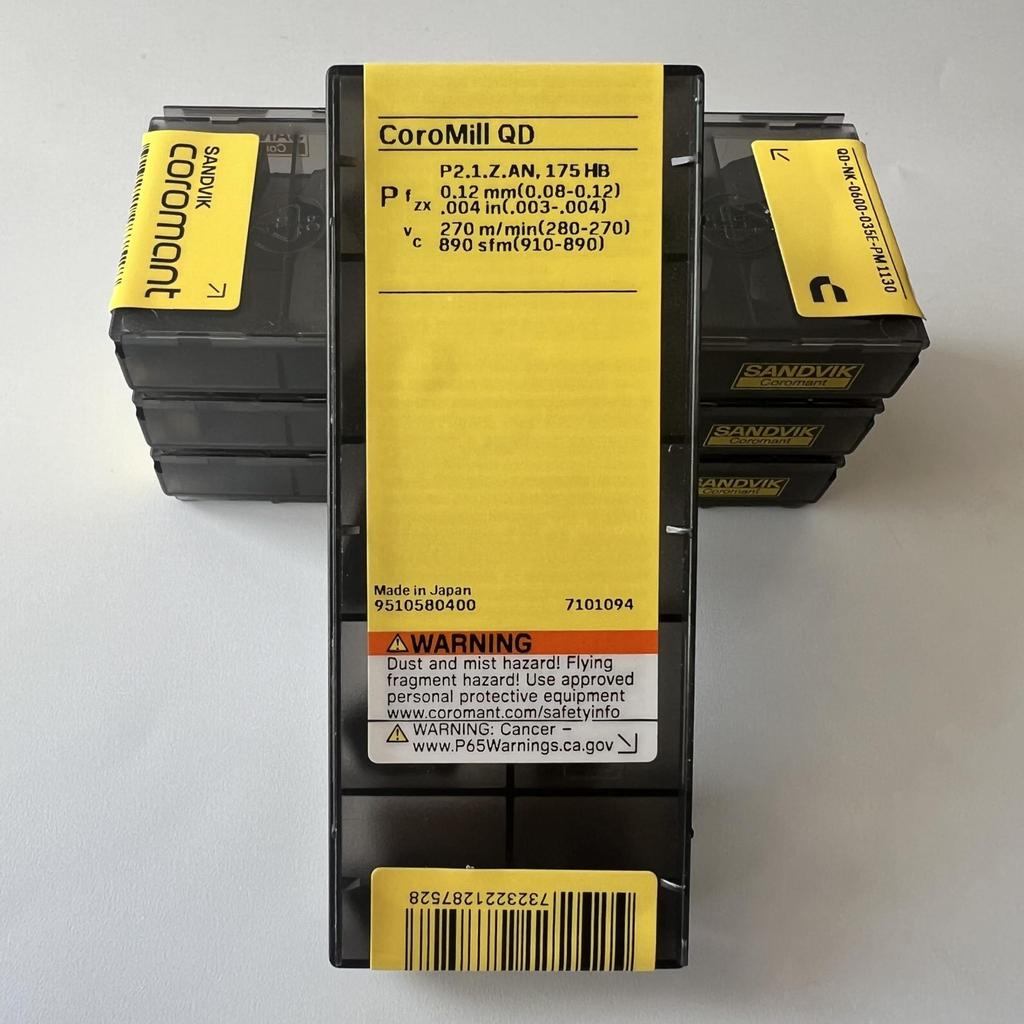 CoroMill QD
P2.1.Z.AN, 175 HB
P fzx 0.12 mm(0.08-0.12)
.004 in(.003-.004)
vc 270 m/min(280-270)
890 sfm(910-890)
Made in Japan
9510580400 7101094
WARNING
Dust and mist hazard! Flying
fragment hazard! Use approved
personal protective equipment
www.coromant.com/safetyinfo
WARNING: Cancer –
www.P65Warnings.ca.gov
7323221287528
SANDVIK
coromant
QD-NK-0600-035E-PM 1130
SANDVIK
Coromant
SANDVIK
Coromant
SANDVIK
Coromant